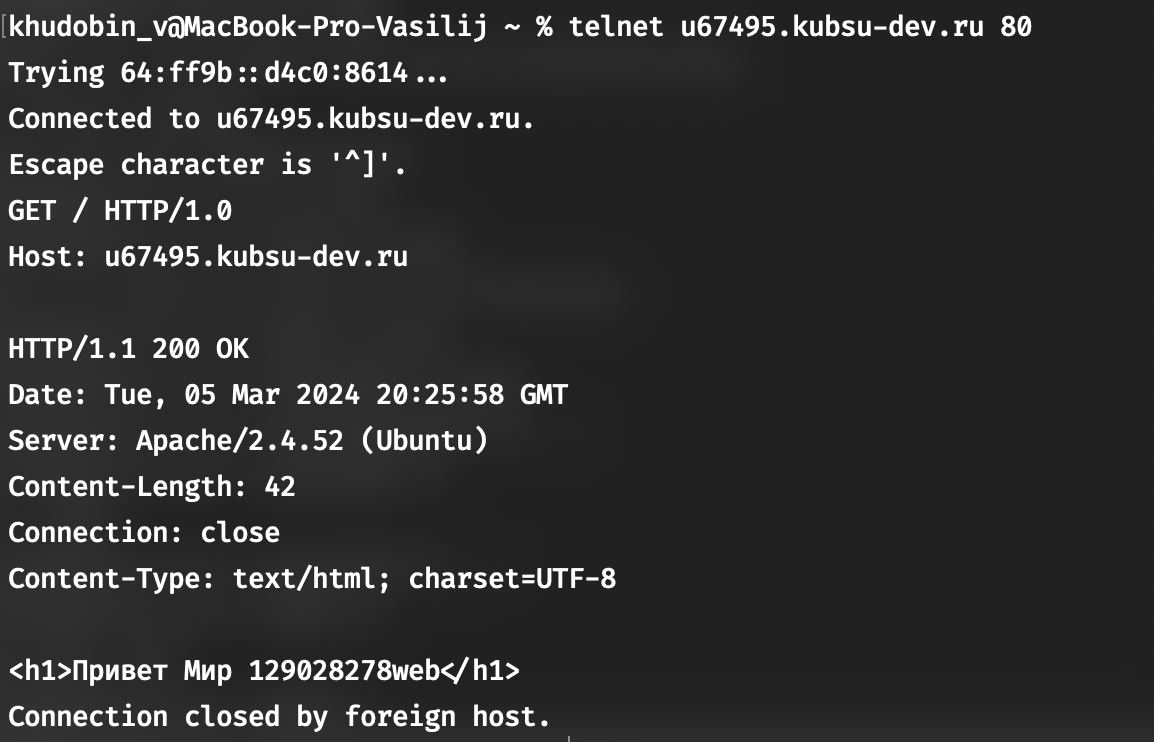 [khudobin_v@MacBook-Pro-Vasilij ~ % telnet u67495.kubsu-dev.ru 80
Trying 64:ff9b::d4c0:8614...
Connected to u67495.kubsu-dev.ru.
Escape character is '^]'.
GET / HTTP/1.0
Host: u67495.kubsu-dev.ru
HTTP/1.1 200 OK
Date: Tue, 05 Mar 2024 20:25:58 GMT
Server: Apache/2.4.52 (Ubuntu)
Content-Length: 42
Connection: close
Content-Type: text/html; charset=UTF-8
<h1>Привет Мир 129028278web</h1>
Connection closed by foreign host.